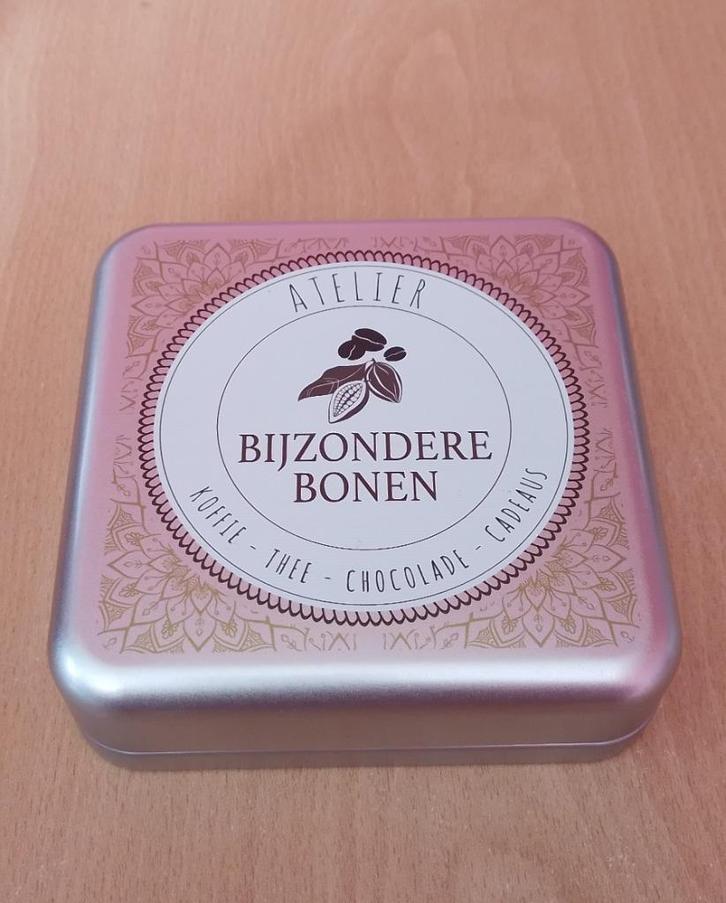 ATELIER
BIJZONDERE
BONEN
KOFFIE - THEE - CHOCOLADE - CADEAUS